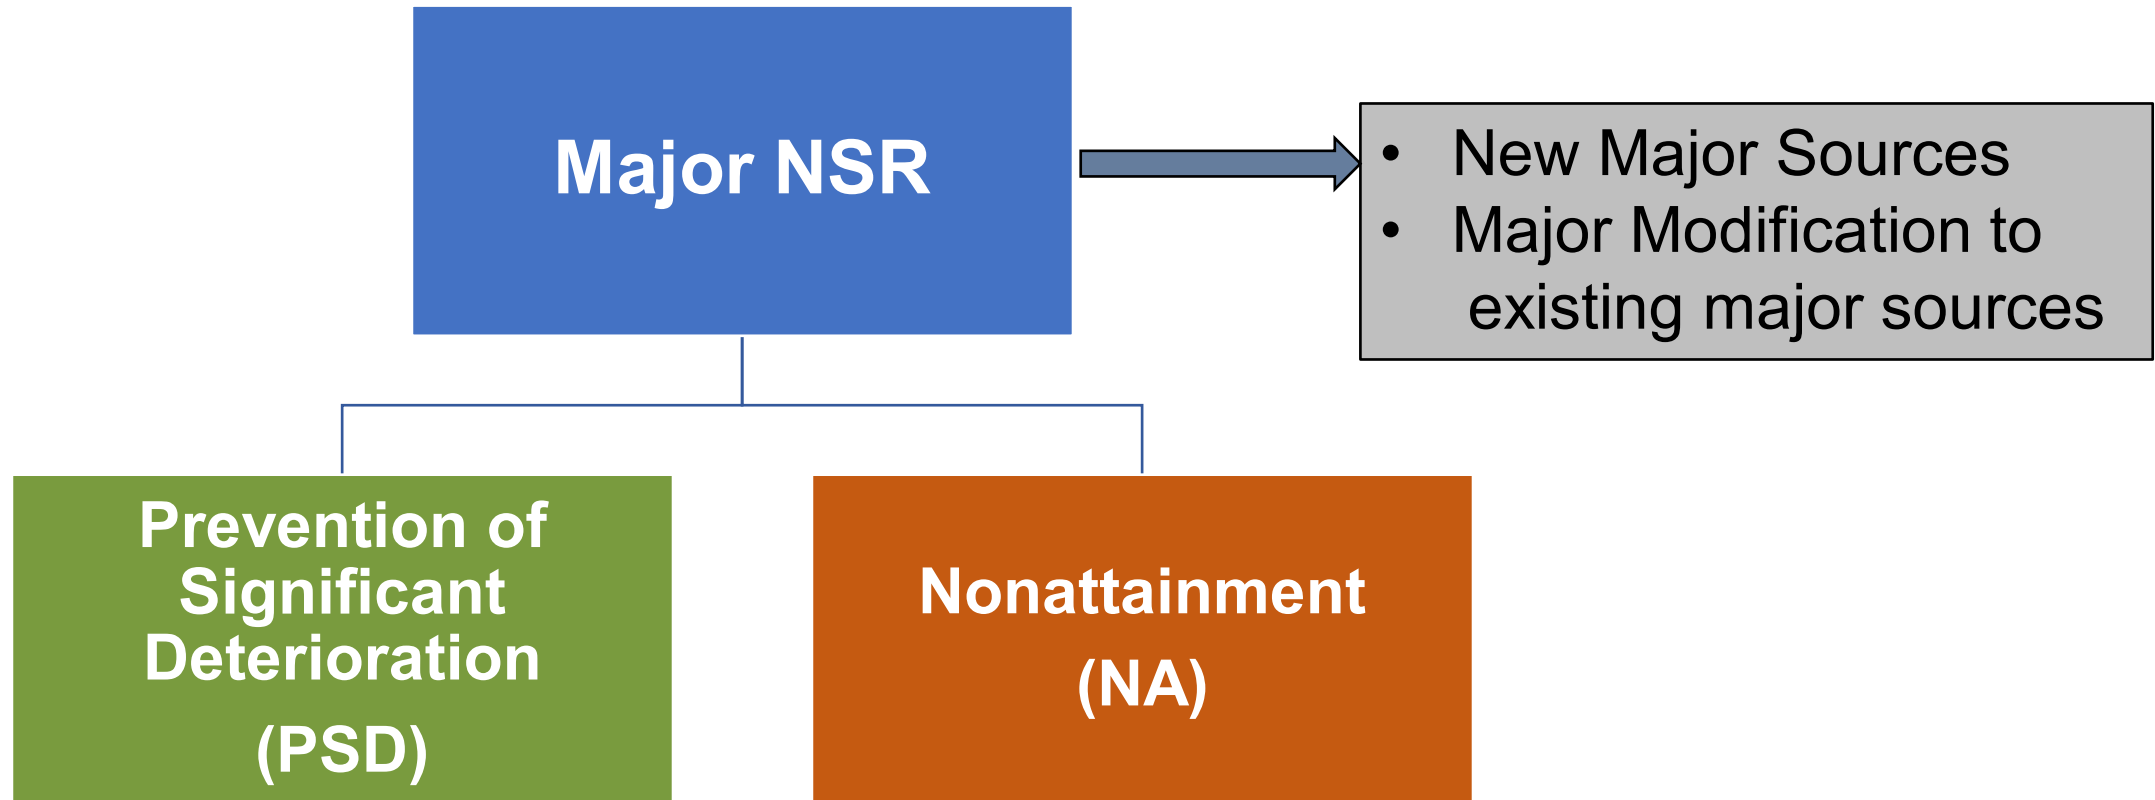 Major NSR
• New Major Sources
• Major Modification to
existing major sources
Prevention of
Significant
Deterioration
(PSD)
Nonattainment
(NA)